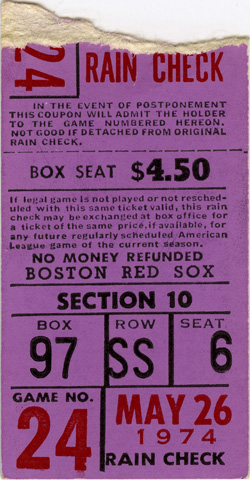 24
RAIN CHECK
IN THE EVENT OF POSTPONEMENT
THIS COUPON WILL ADMIT THE HOLDER
TO THE GAME NUMBERED HEREON.
NOT GOOD IF DETACHED FROM ORIGINAL
RAIN CHECK.
BOX SEAT $4.50
If legal game is not played or not resched-
uled with this same ticket valid, this rain
check may be exchanged at box office for
a ticket of the same price, if available, for
any future regularly scheduled American
League game of the current season.
NO MONEY REFUNDED
BOSTON RED SOX
SECTION 10
BOX ROW SEAT
97 SS 6
GAME NO.
24
MAY 26
1974
RAIN CHECK